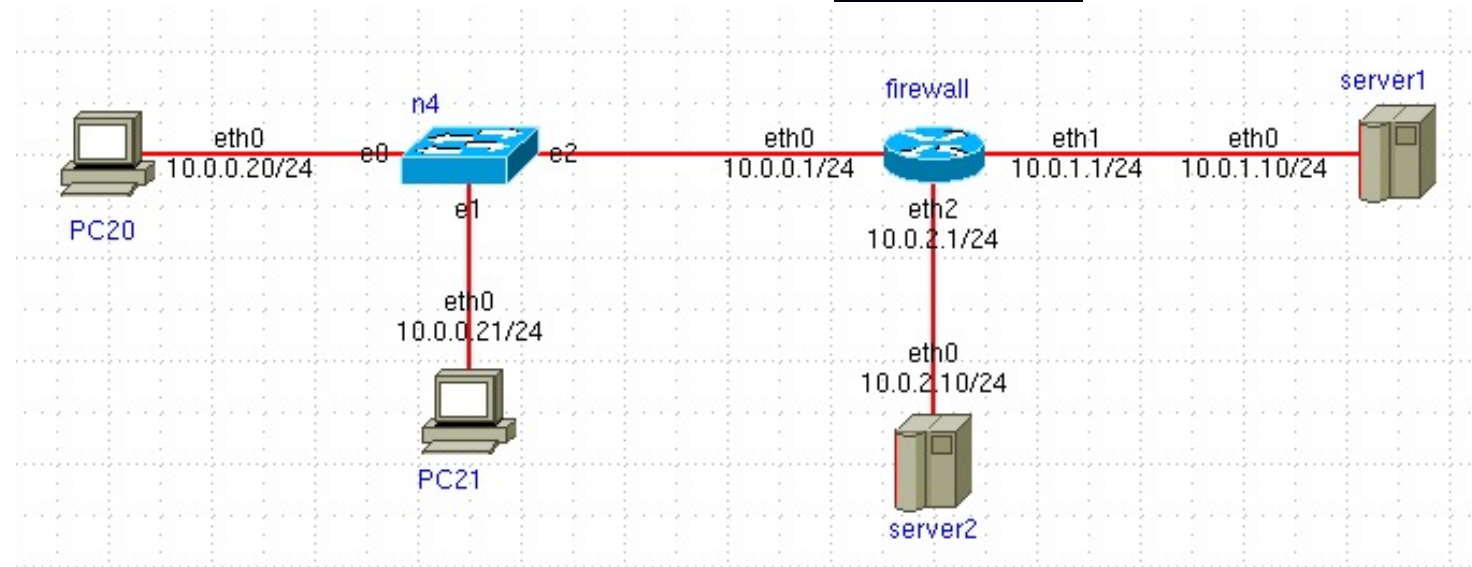 server1
firewall
n4
eth0
10.0.0.20/24
e0
e2
eth0
10.0.0.1/24
eth1
10.0.1.1/24
eth0
10.0.1.10/24
PC20
e1
eth2
10.0.2.1/24
eth0
10.0.0.21/24
eth0
10.0.2.10/24
PC21
server2